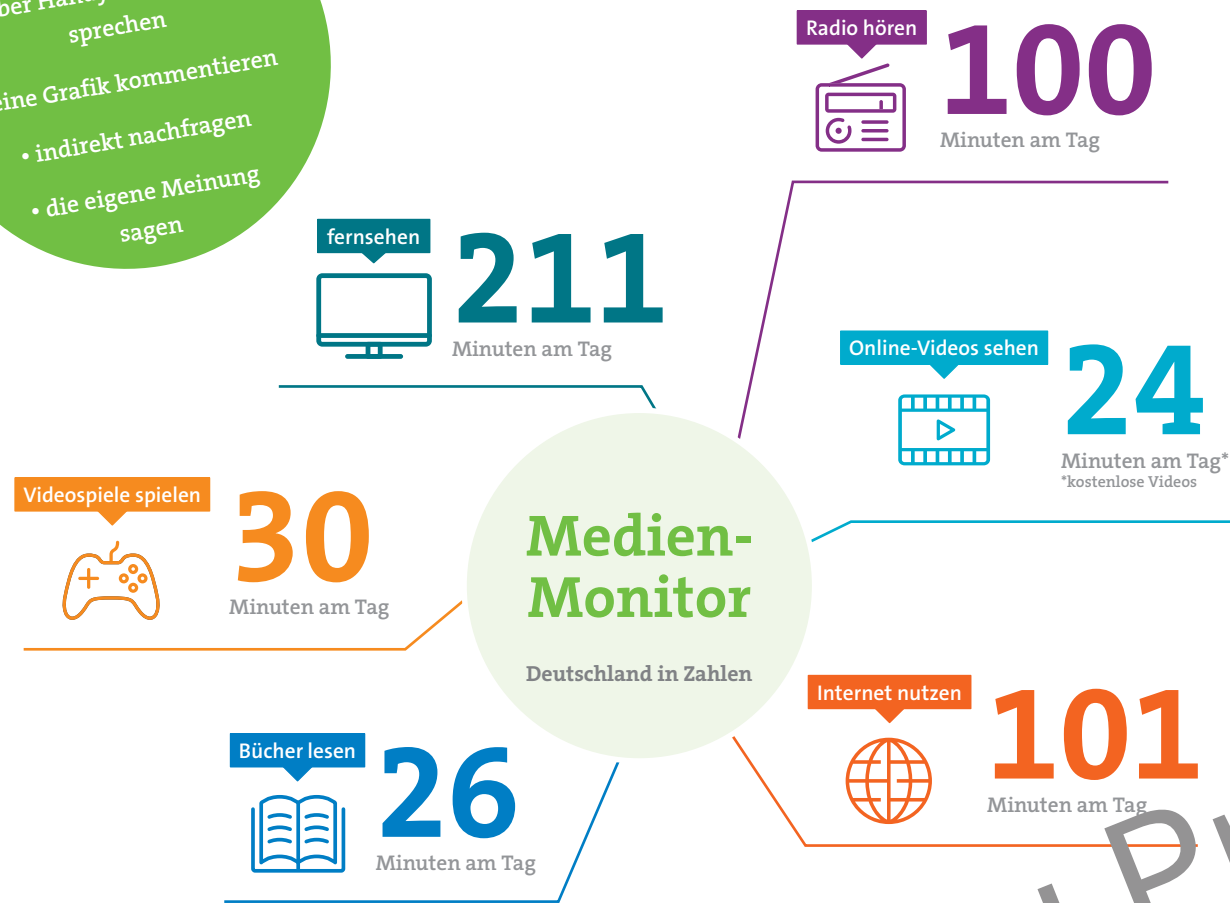 sprechen
eine Grafik kommentieren
• indirekt nachfragen
• die eigene Meinung
sagen
Radio hören
100
Minuten am Tag
fernsehen
211
Minuten am Tag
Online-Videos sehen
24
Minuten am Tag*
*kostenlose Videos
Videospiele spielen
30
Minuten am Tag
Medien-
Monitor
Deutschland in Zahlen
Internet nutzen
101
Minuten am Tag
Bücher lesen
26
Minuten am Tag